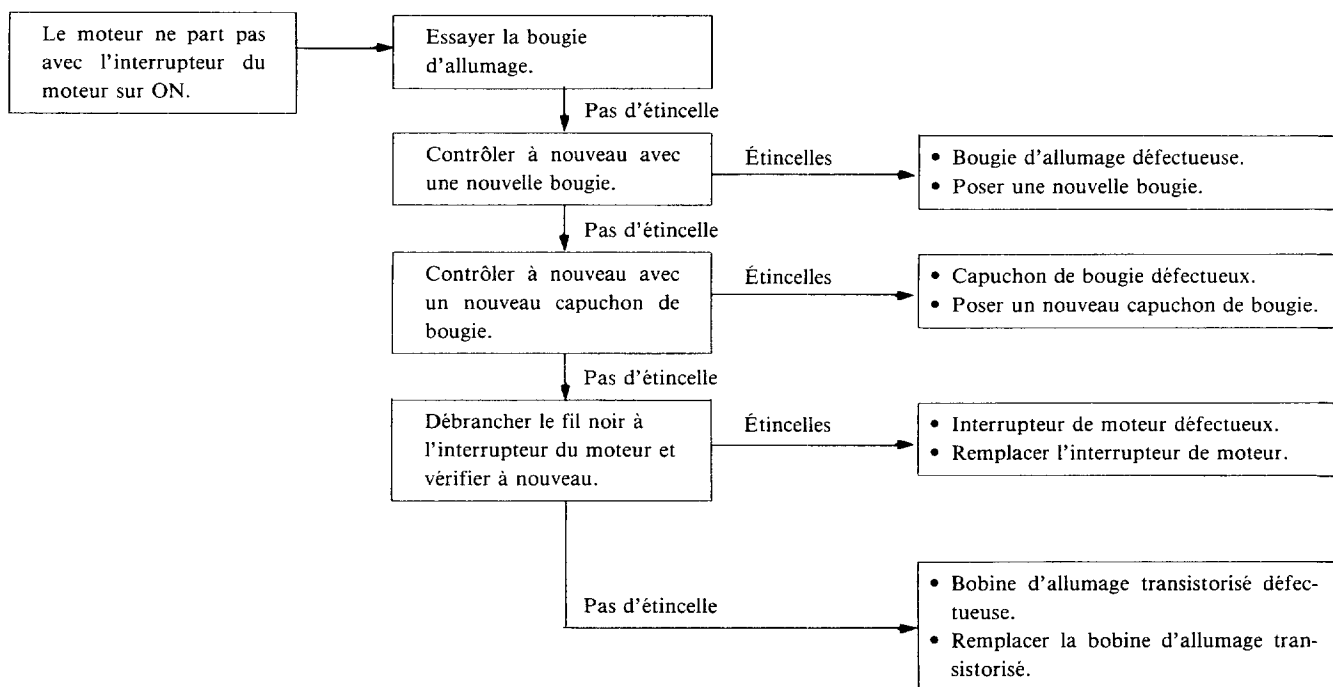 Le moteur ne part pas
avec l'interrupteur du
moteur sur ON.
Essayer la bougie
d'allumage.
Pas d'étincelle
Contrôler à nouveau avec
une nouvelle bougie.
Étincelles
• Bougie d'allumage défectueuse.
• Poser une nouvelle bougie.
Pas d'étincelle
Contrôler à nouveau avec
un nouveau capuchon de
bougie.
Étincelles
• Capuchon de bougie défectueux.
• Poser un nouveau capuchon de bougie.
Pas d'étincelle
Débrancher le fil noir à
l'interrupteur du moteur et
vérifier à nouveau.
Étincelles
• Interrupteur de moteur défectueux.
• Remplacer l'interrupteur de moteur.
Pas d'étincelle
• Bobine d'allumage transistorisé défec-
tueuse.
• Remplacer la bobine d'allumage tran-
sistorisé.